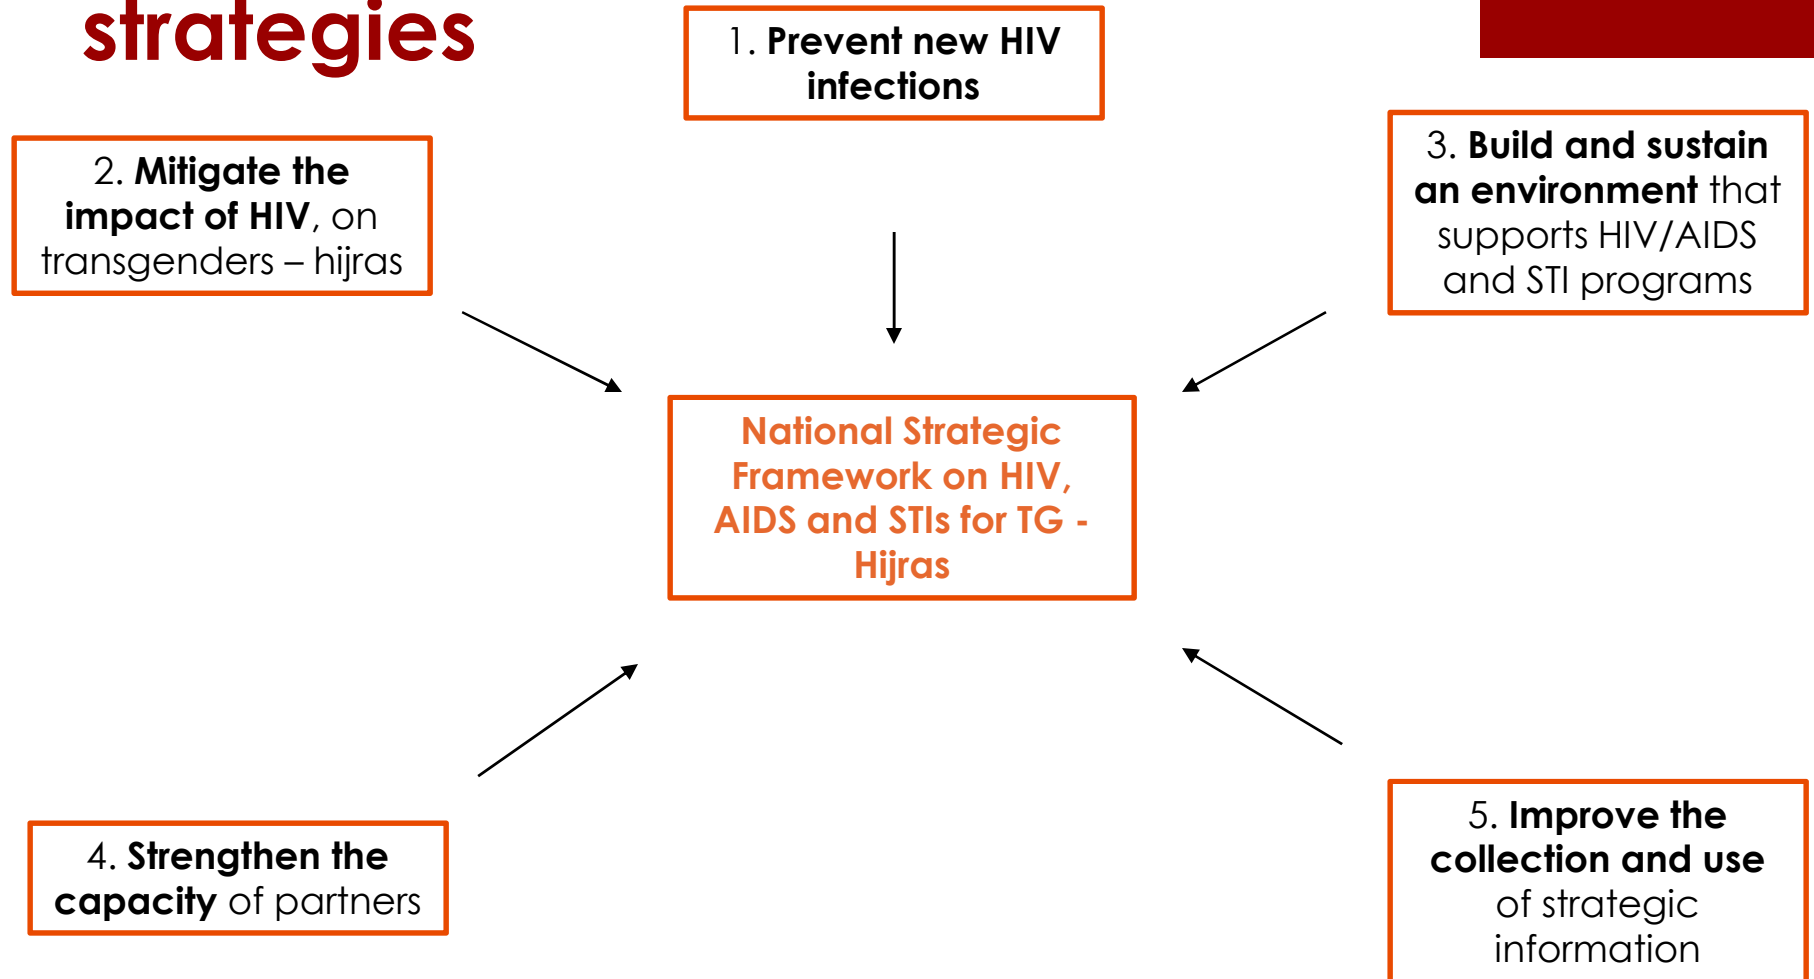 strategies
1. Prevent new HIV
infections
2. Mitigate the
impact of HIV, on
transgenders – hijras
3. Build and sustain
an environment that
supports HIV/AIDS
and STI programs
National Strategic
Framework on HIV,
AIDS and STIs for TG -
Hijras
4. Strengthen the
capacity of partners
5. Improve the
collection and use
of strategic
information